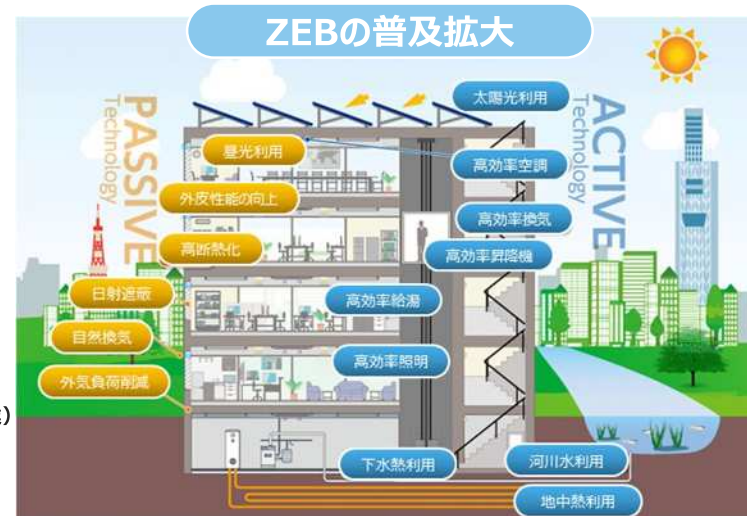 ZEBの普及拡大
PASSIVE
Technology
ACTIVE
Technology
太陽光利用
昼光利用
高効率空調
外皮性能の向上
高効率換気
高断熱化
高効率昇降機
日射遮蔽
高効率給湯
自然換気
高効率照明
外気負荷削減
)
下水熱利用
河川水利用
地中熱利用